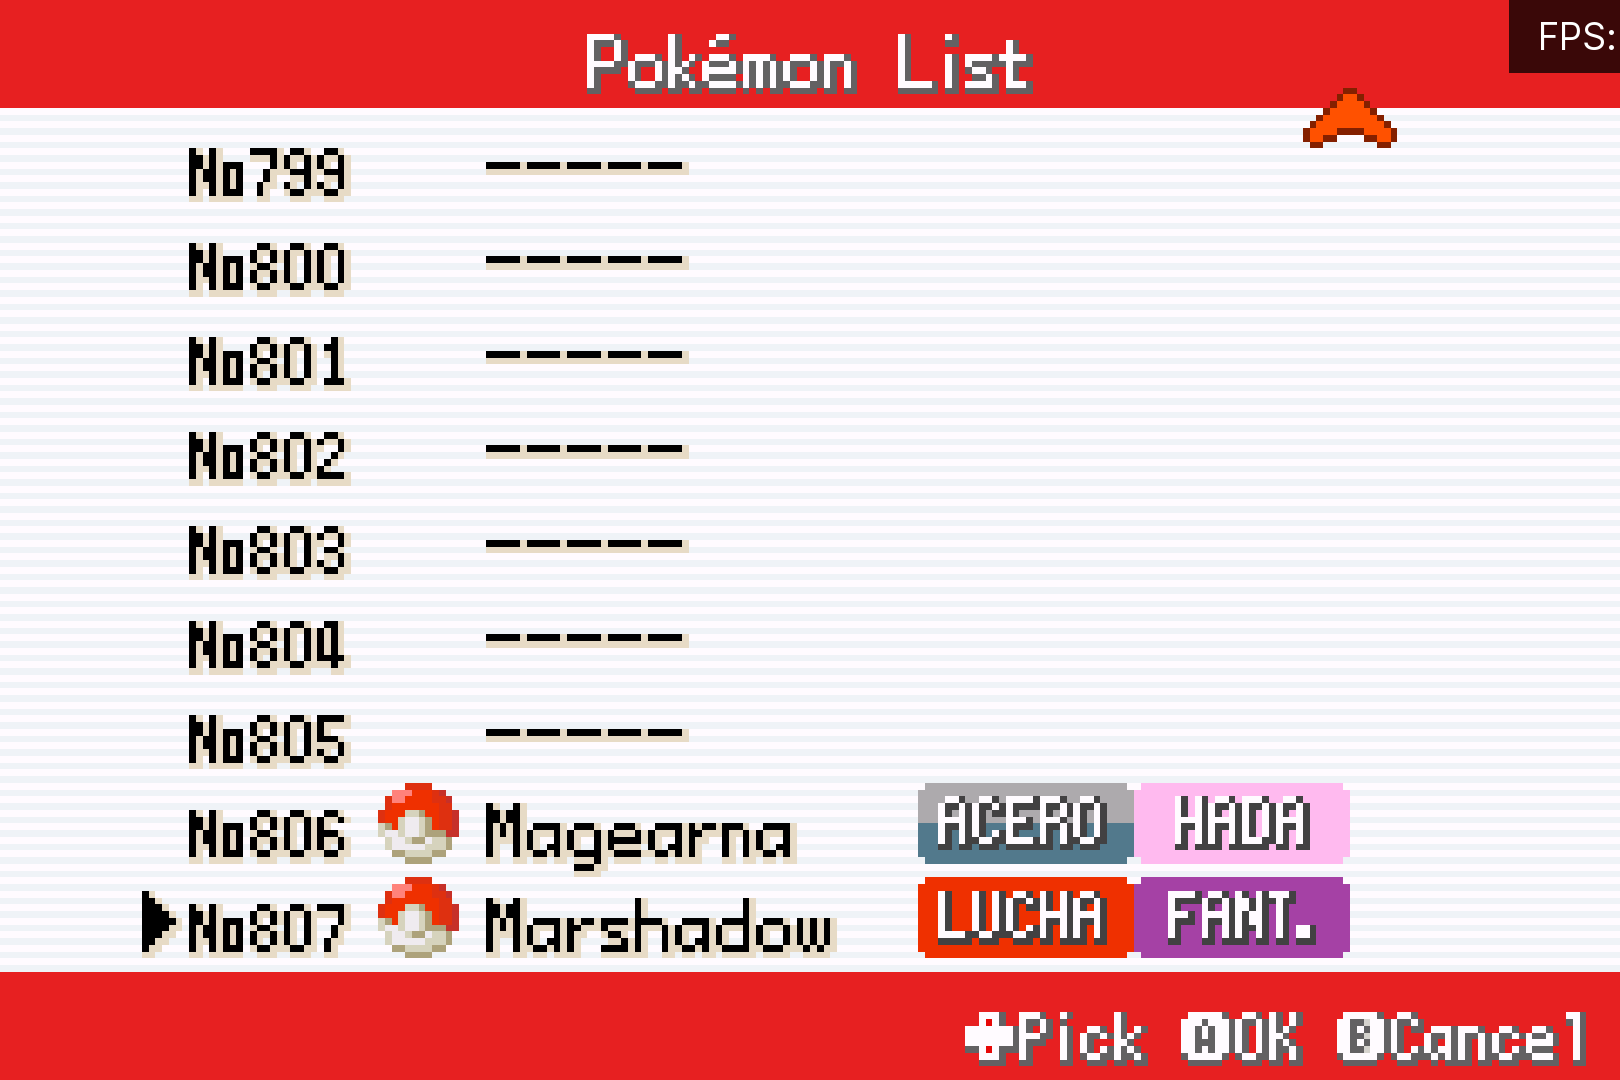 Pokémon List
FPS:
No799 -----
No800 -----
No801 -----
No802 -----
No803 -----
No804 -----
No805 -----
No806 Magearna ACERO HADA
No807 Marshadow LUCHA FANT.
Pick A OK B Cancel